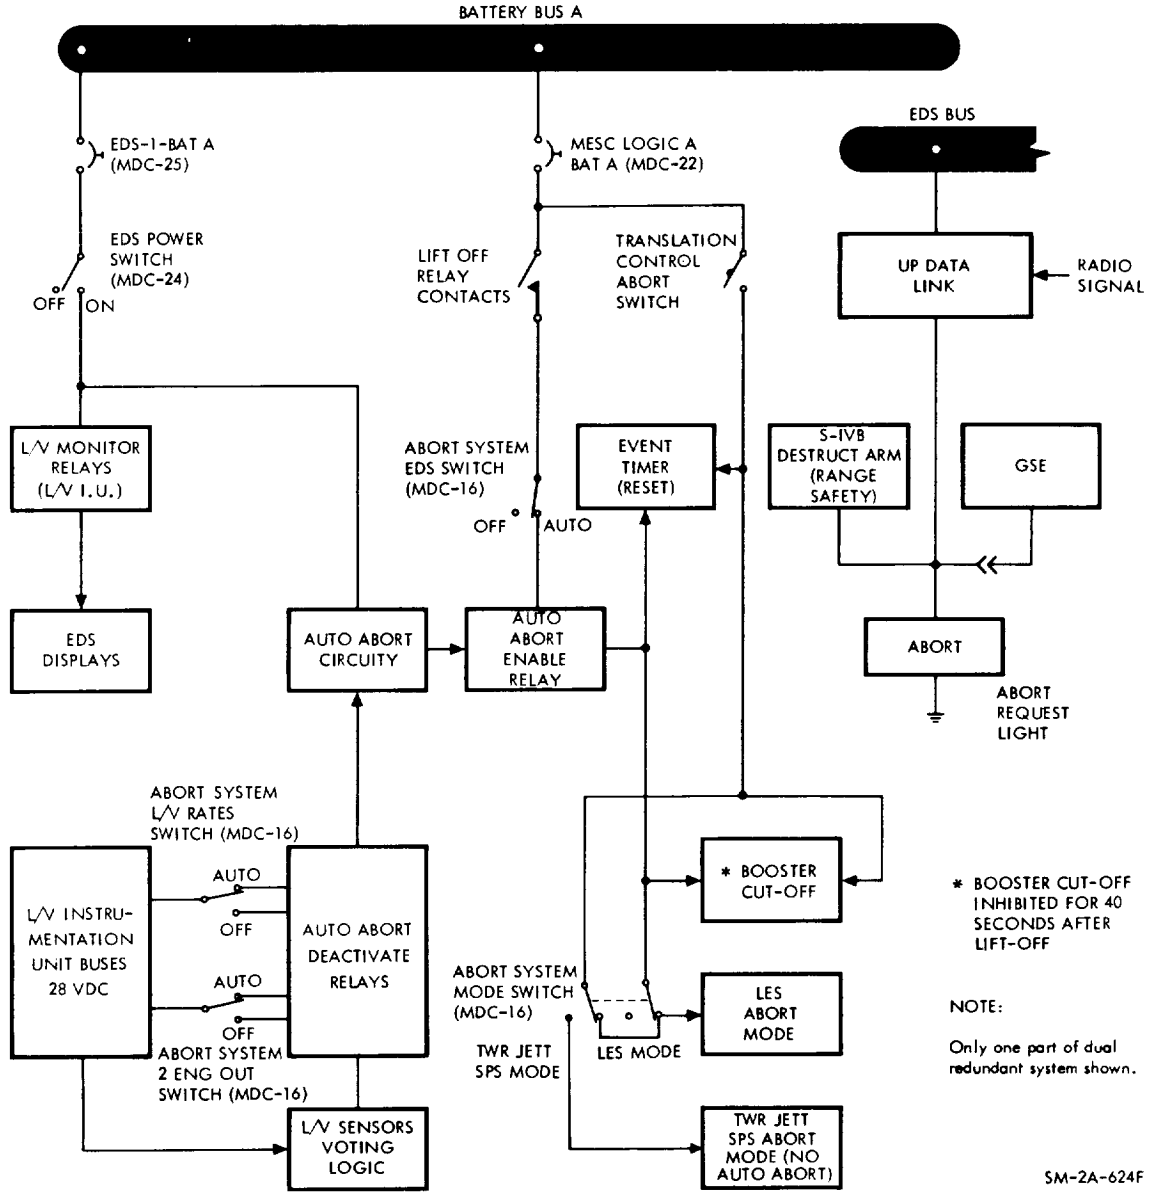 BATTERY BUS A
EDS-1-BAT A
(MDC-25)
MESC LOGIC A
BAT A (MDC-22)
EDS BUS
EDS POWER
SWITCH
(MDC-24)
OFF
ON
LIFT OFF
RELAY
CONTACTS
TRANSLATION
CONTROL
ABORT
SWITCH
UP DATA
LINK
RADIO
SIGNAL
L/V MONITOR
RELAYS
(L/V I.U.)
ABORT SYSTEM
EDS SWITCH
(MDC-16)
OFF
AUTO
EVENT
TIMER
(RESET)
S-IVB
DESTRUCT ARM
(RANGE
SAFETY)
GSE
EDS
DISPLAYS
AUTO ABORT
CIRCUITY
AUTO
ABORT
ENABLE
RELAY
ABORT
ABORT
REQUEST
LIGHT
ABORT SYSTEM
L/V RATES
SWITCH (MDC-16)
L/V INSTRU-
MENTATION
UNIT BUSES
28 VDC
AUTO
OFF
AUTO
OFF
ABORT SYSTEM
2 ENG OUT
SWITCH (MDC-16)
AUTO ABORT
DEACTIVATE
RELAYS
L/V SENSORS
VOTING
LOGIC
* BOOSTER
CUT-OFF
* BOOSTER CUT-OFF
INHIBITED FOR 40
SECONDS AFTER
LIFT-OFF
ABORT SYSTEM
MODE SWITCH
(MDC-16)
TWR JETT
SPS MODE
LES MODE
LES
ABORT
MODE
NOTE:
Only one part of dual
redundant system shown.
TWR JETT
SPS ABORT
MODE (NO
AUTO ABORT)
SM-2A-624F